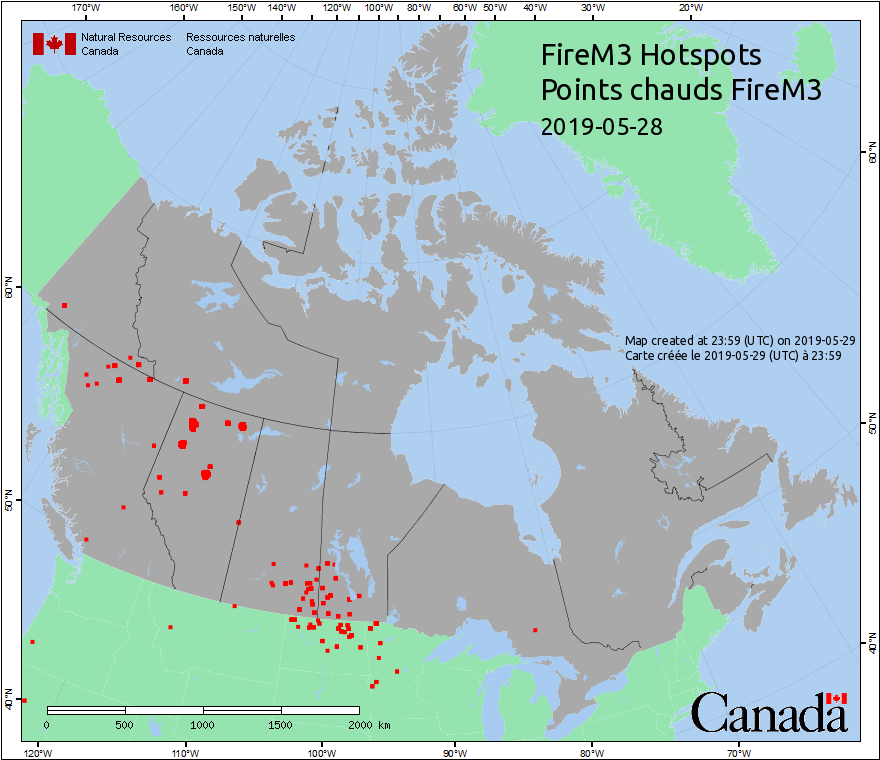 170°W 160°W 150°W 140°W 130°W 120°W 110°W 100°W 90°W 80°W 70°W 60°W 50°W 40°W 30°W 20°W
Natural Resources Canada
Ressources naturelles Canada
FireM3 Hotspots
Points chauds FireM3
2019-05-28
60°N
60°N
Map created at 23:59 (UTC) on 2019-05-29
Carte créée le 2019-05-29 (UTC) à 23:59
50°N
50°N
40°N
40°N
Canada
0 500 1000 1500 2000 km
120°W 110°W 100°W 90°W 80°W 70°W